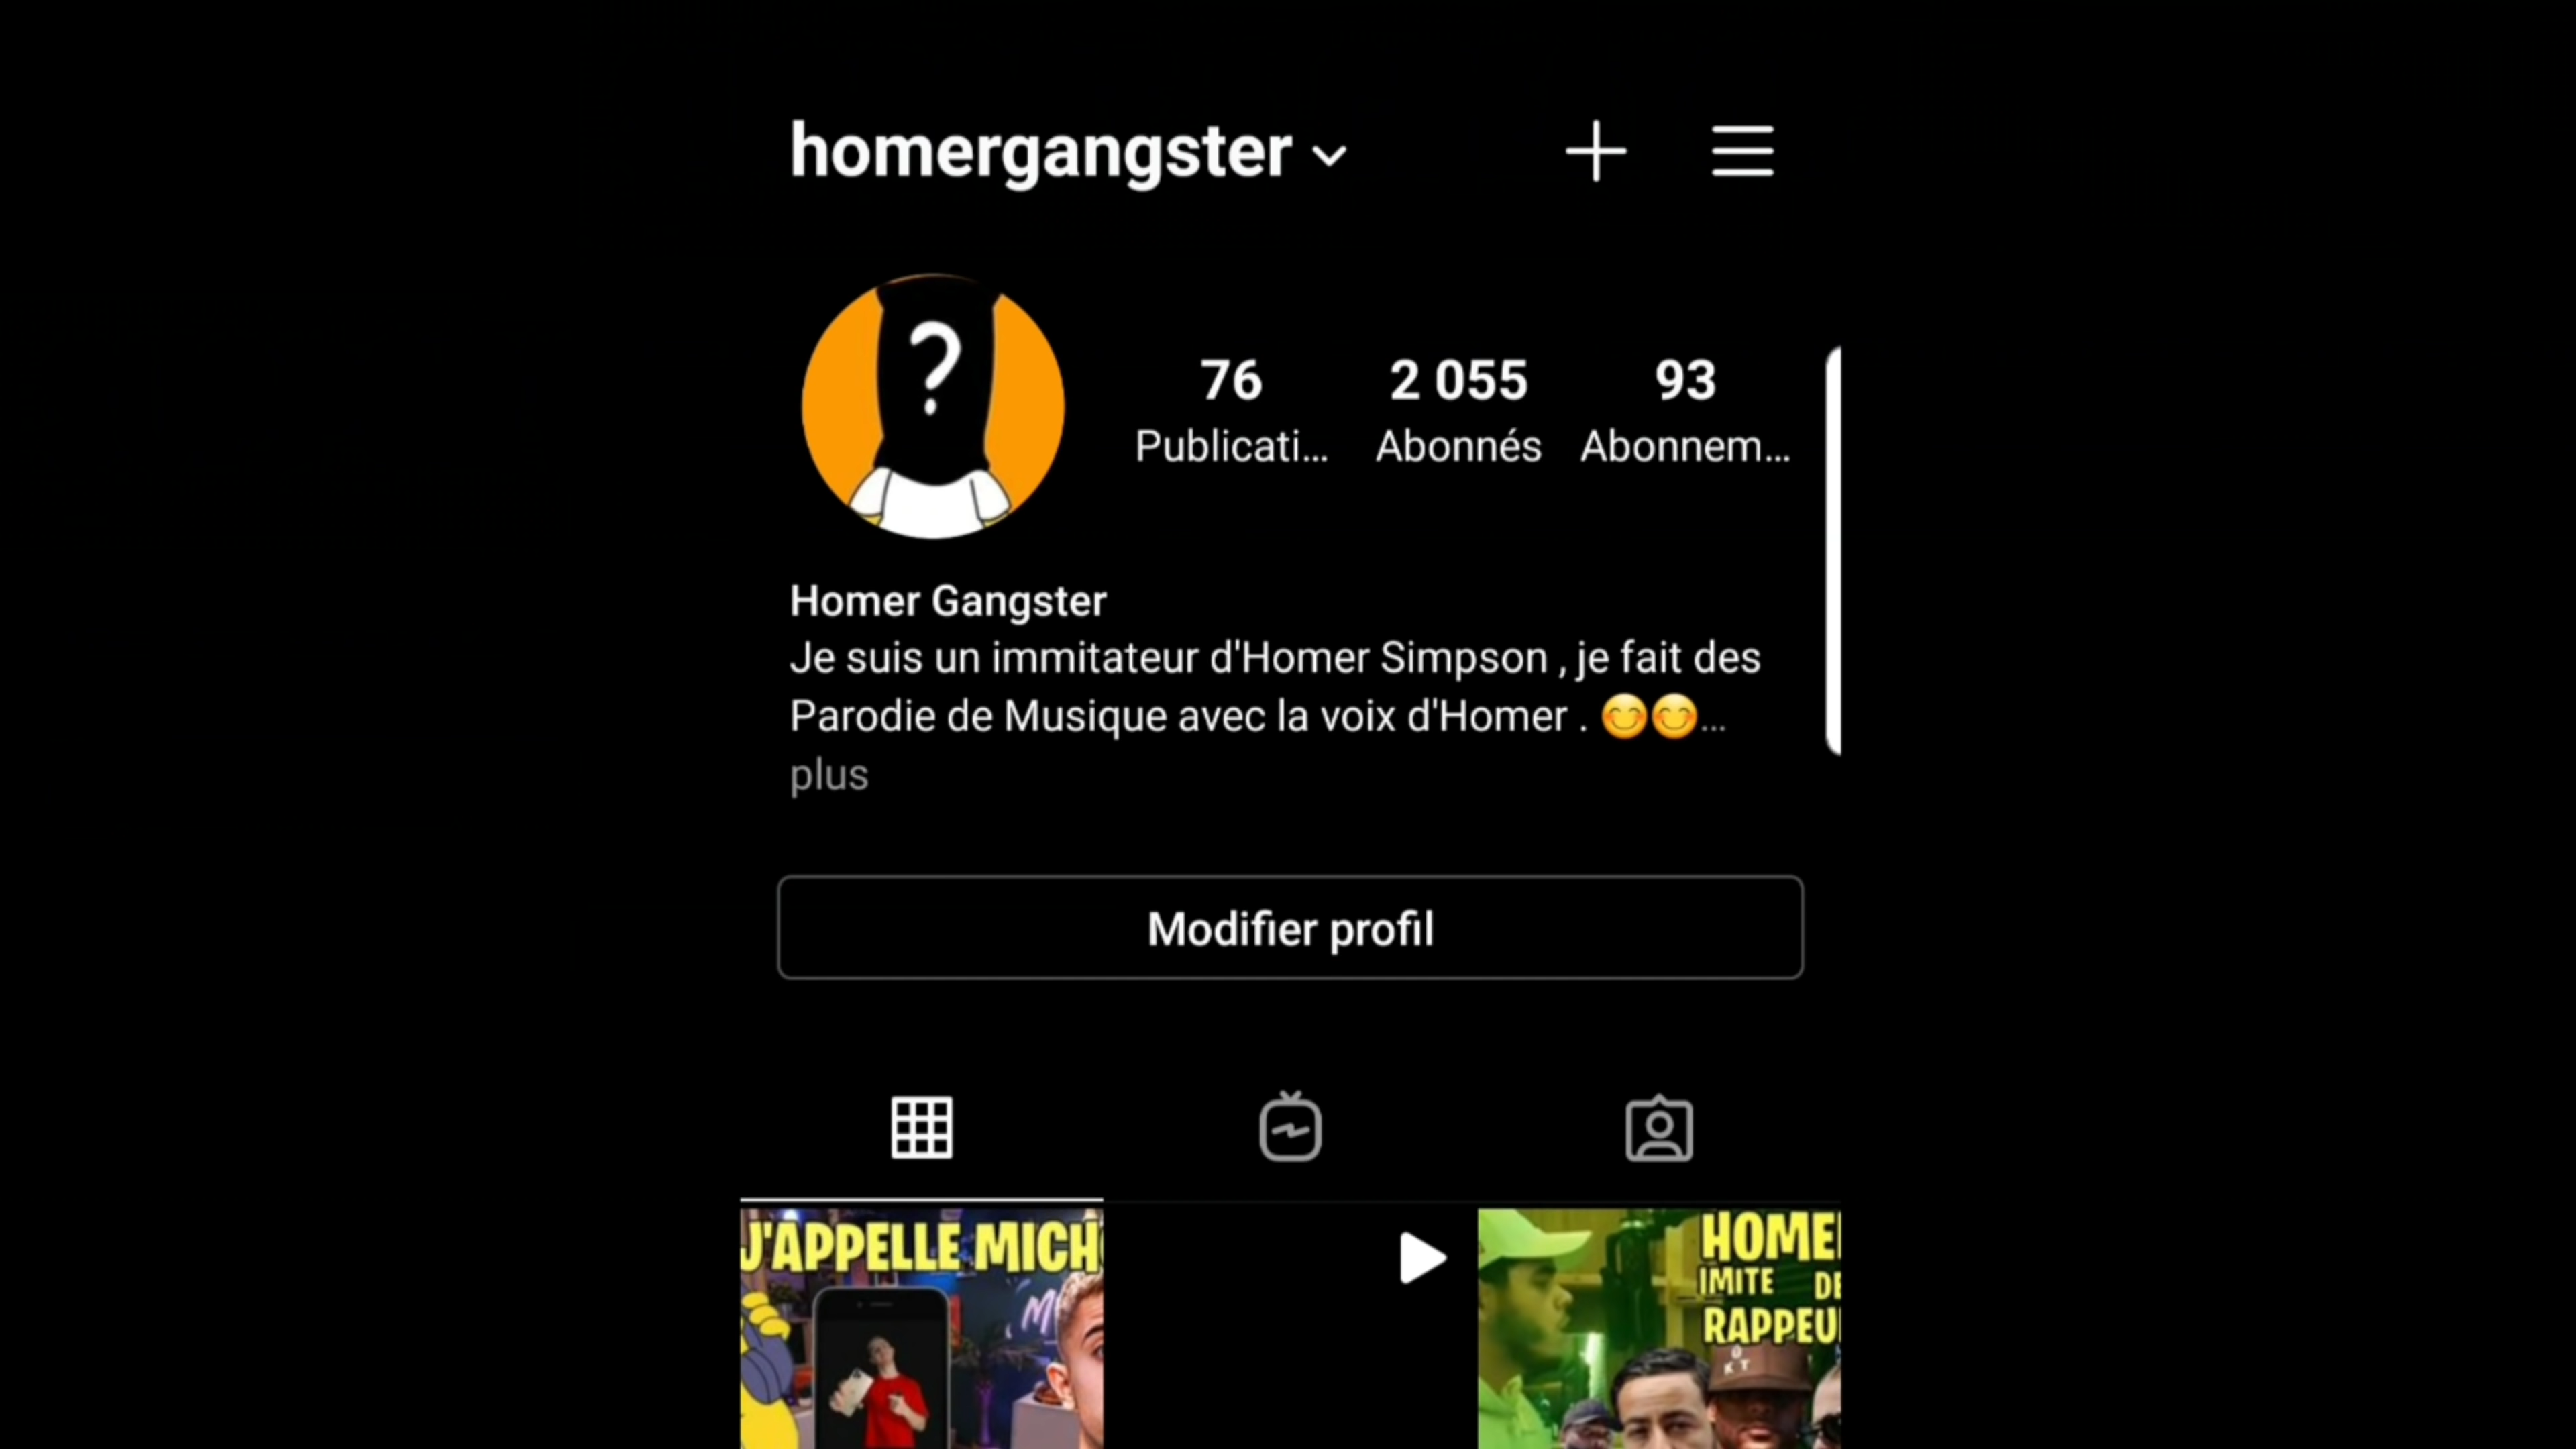 homergangster
?
76
2 055
93
Publicati...
Abonnés
Abonnem...
Homer Gangster
Je suis un immitateur d'Homer Simpson , je fait des
Parodie de Musique avec la voix d'Homer . 😊😊...
plus
Modifier profil
J'APPELLE MICH
HOME
IMITE DE
RAPPEU